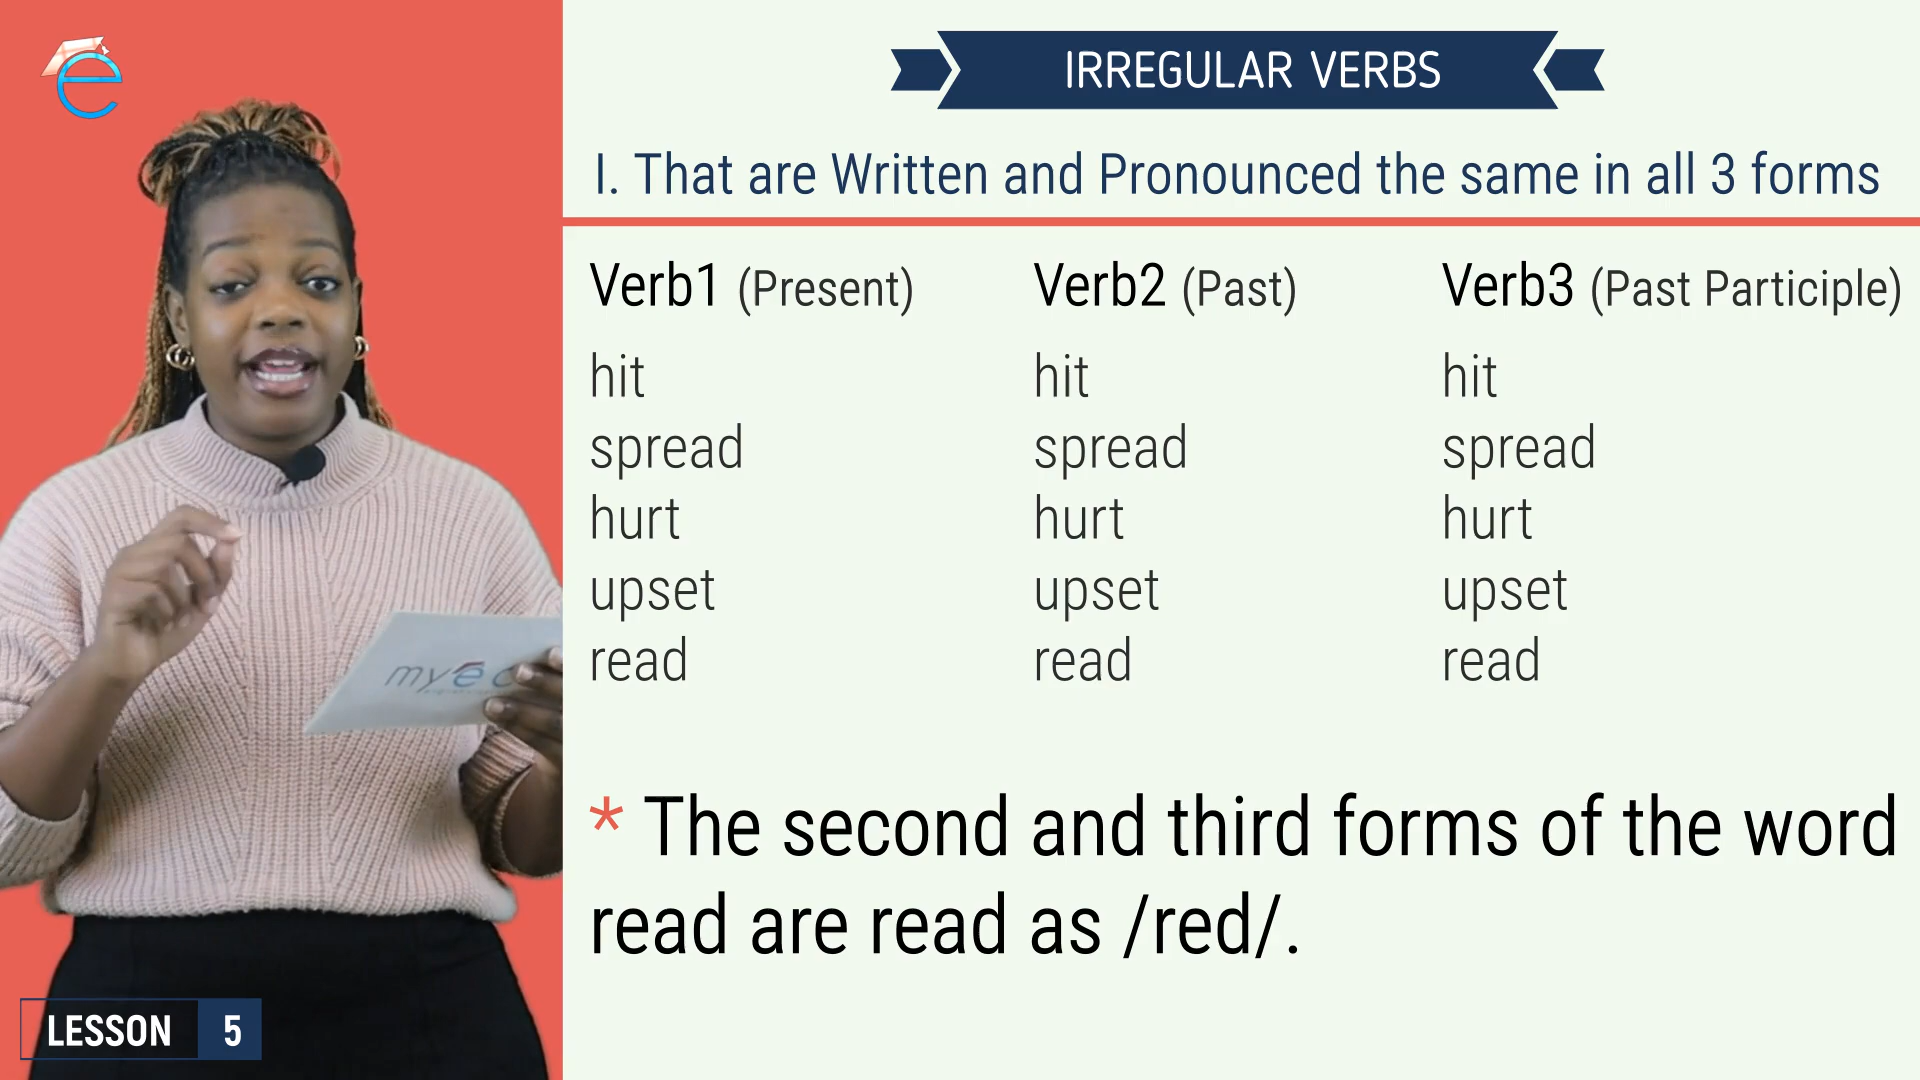 IRREGULAR VERBS
I. That are Written and Pronounced the same in all 3 forms
Verb1 (Present) Verb2 (Past) Verb3 (Past Participle)
hit hit hit
spread spread spread
hurt hurt hurt
upset upset upset
read read read
* The second and third forms of the word
read are read as /red/.
LESSON 5